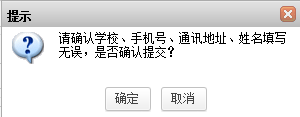 提示
请确认学校、手机号、通讯地址、姓名填写
无误，是否确认提交？
确定 取消